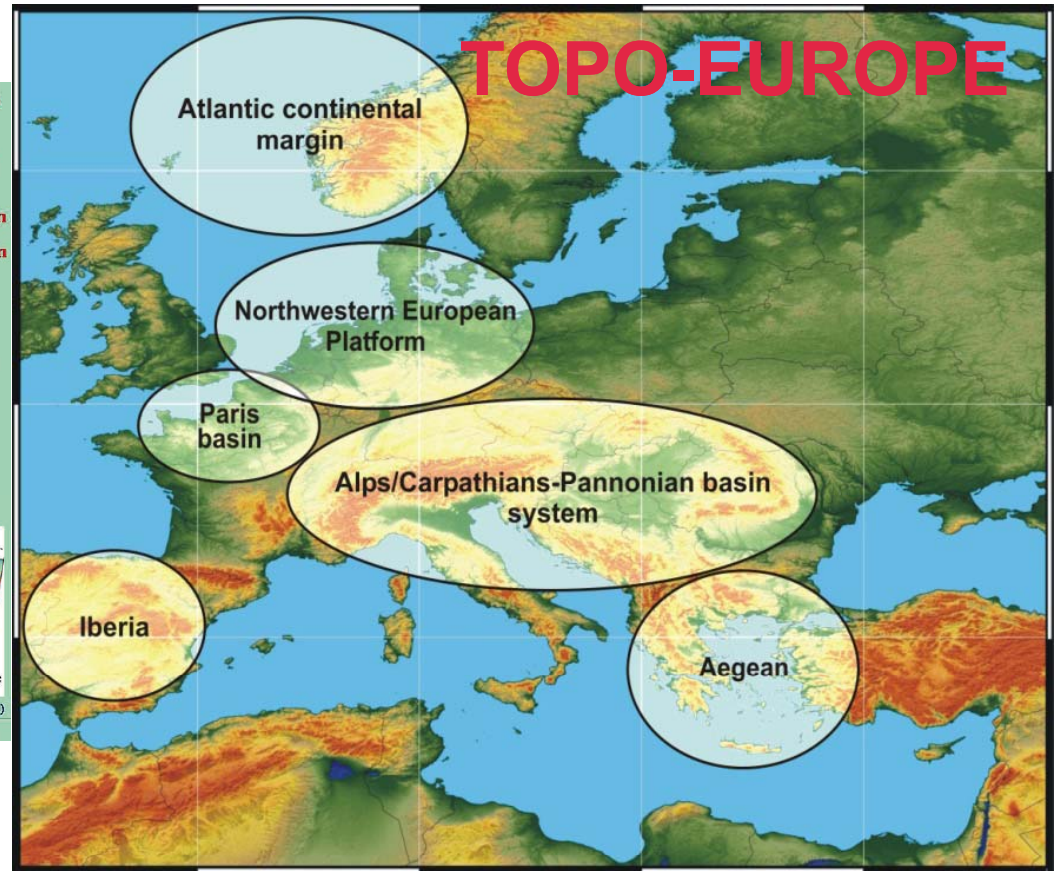 TOPO-EUROPE
Atlantic continental
margin
Northwestern European
Platform
Paris
basin
Alps/Carpathians-Pannonian basin
system
Iberia
Aegean